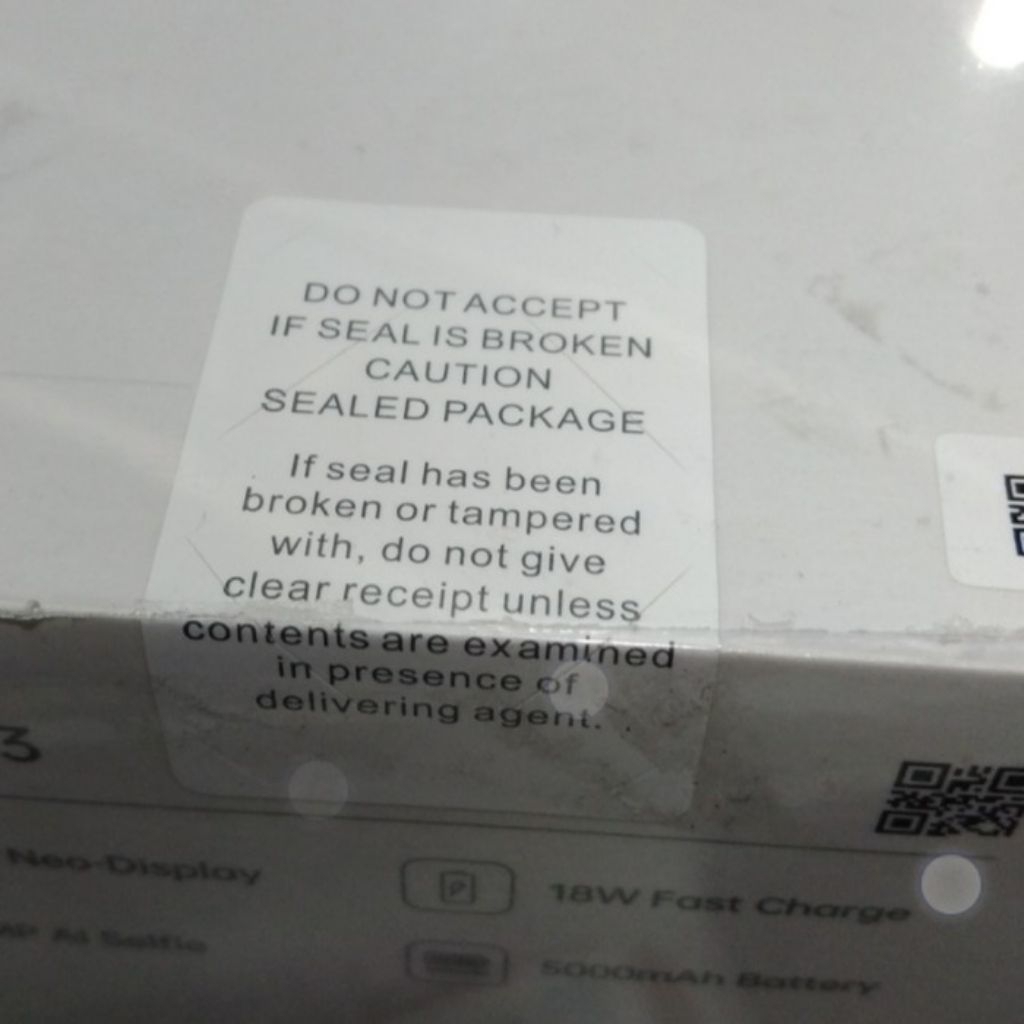 DO NOT ACCEPT
IF SEAL IS BROKEN
CAUTION
SEALED PACKAGE
If seal has been
broken or tampered
with, do not give
clear receipt unless
contents are examined
in presence of
delivering agent.
3
Neo-Display
18W Fast Charge
AI Selfie
5000mAh Battery